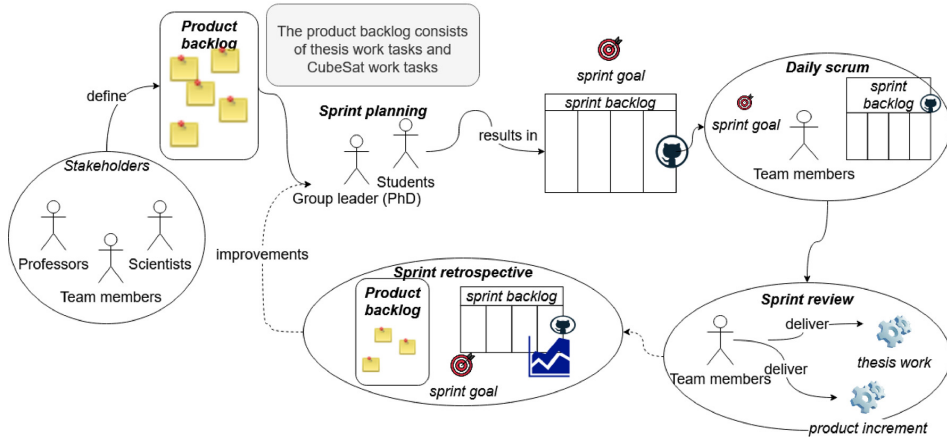 Product
backlog
The product backlog consists
of thesis work tasks and
CubeSat work tasks
define
Stakeholders
Professors
Scientists
Team members
Sprint planning
Students
Group leader (PhD)
results in
sprint goal
sprint backlog
Daily scrum
sprint goal
sprint
backlog
Team members
Sprint review
Team members
deliver
thesis work
deliver
product increment
Sprint retrospective
Product
backlog
sprint backlog
sprint goal
improvements